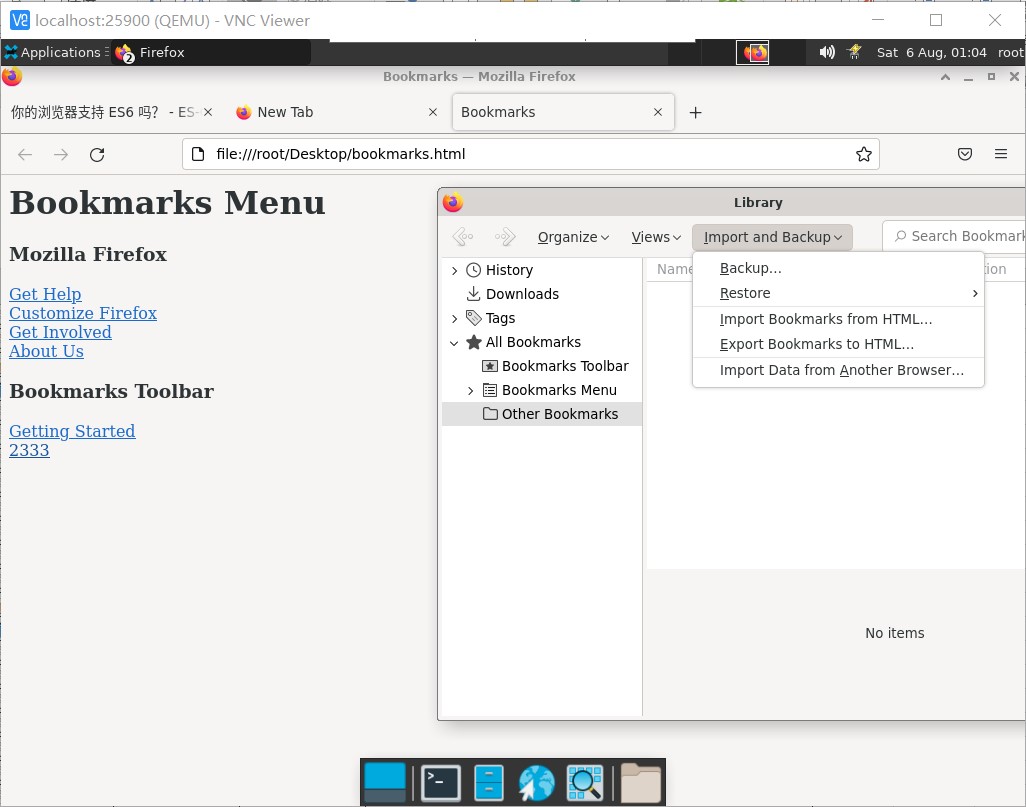 localhost:25900 (QEMU) - VNC Viewer
Applications Firefox Sat 6 Aug, 01:04 root
Bookmarks — Mozilla Firefox
你的浏览器支持 ES6 吗？ - ES- New Tab Bookmarks
file:///root/Desktop/bookmarks.html
Bookmarks Menu
Mozilla Firefox
Get Help
Customize Firefox
Get Involved
About Us
Bookmarks Toolbar
Getting Started
2333
Library
Organize Views Import and Backup Search Bookmark
History
Downloads
Tags
All Bookmarks
Bookmarks Toolbar
Bookmarks Menu
Other Bookmarks
Name
Backup…
Restore
Import Bookmarks from HTML…
Export Bookmarks to HTML…
Import Data from Another Browser…
No items